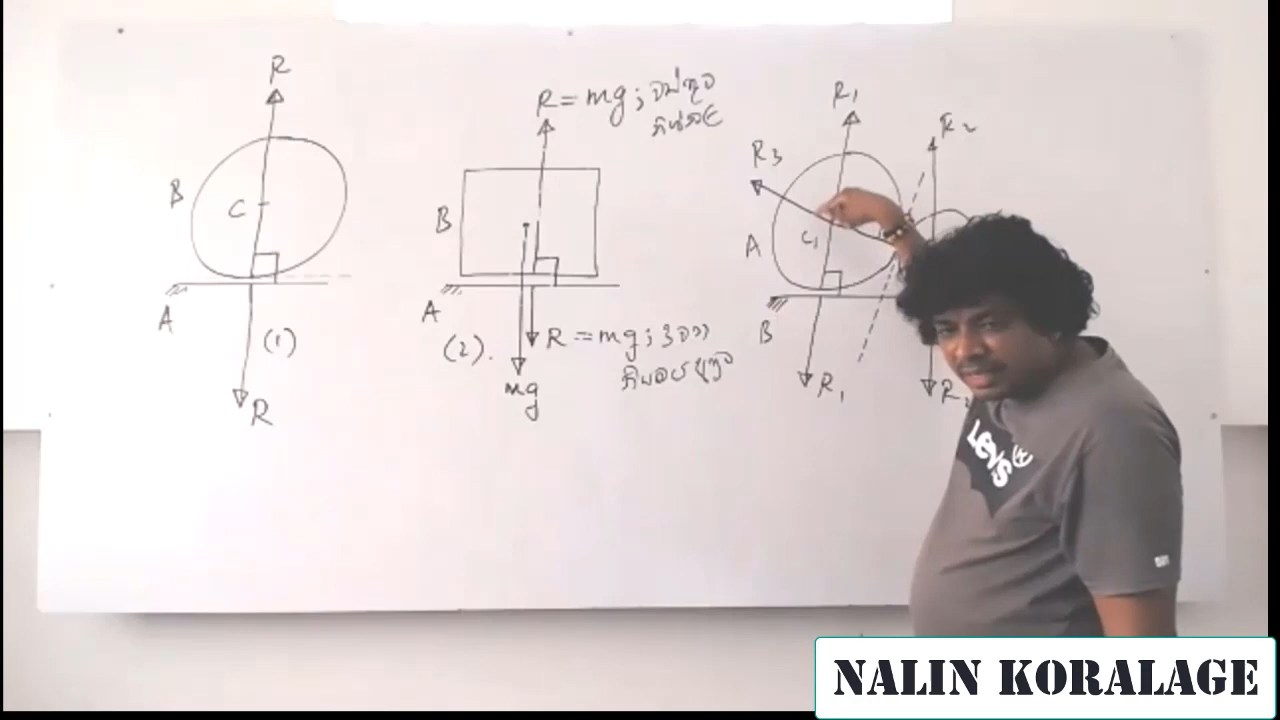 R
B
C
A
(1)
R
R = mg ;
B
A
(2).
R = mg ;
mg
R1
R2
R3
A
C1
B
R1
R2
LEVI'S
NALIN KORALAGE